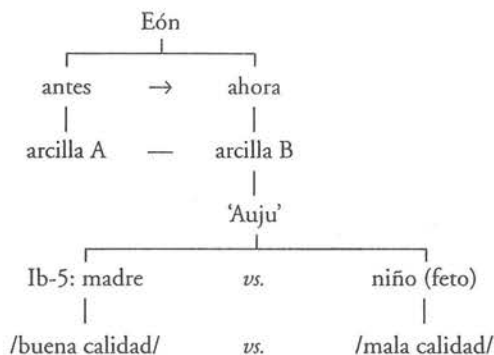 Eón
antes → ahora
arcilla A — arcilla B
‘Auju’
Ib-5: madre vs. niño (feto)
/buena calidad/ vs. /mala calidad/